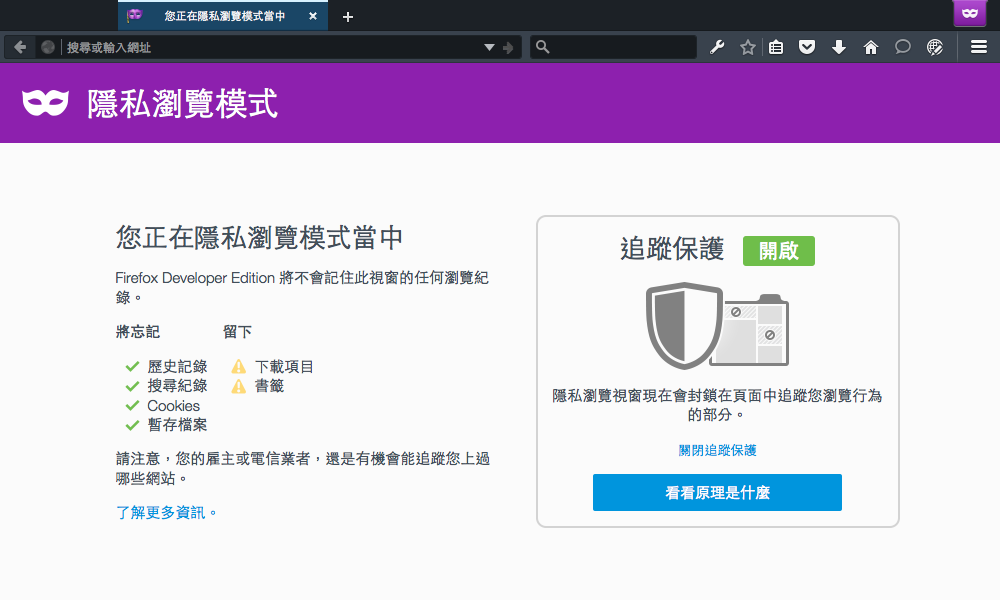 您正在隱私瀏覽模式當中
搜尋或輸入網址
隱私瀏覽模式
您正在隱私瀏覽模式當中
Firefox Developer Edition 將不會記住此視窗的任何瀏覽紀
錄。
將忘記 留下
歷史記錄 下載項目
搜尋紀錄 書籤
Cookies
暫存檔案
請注意，您的雇主或電信業者，還是有機會能追蹤您上過
哪些網站。
了解更多資訊。
追蹤保護 開啟
隱私瀏覽視窗現在會封鎖在頁面中追蹤您瀏覽行為
的部分。
關閉追蹤保護
看看原理是什麼